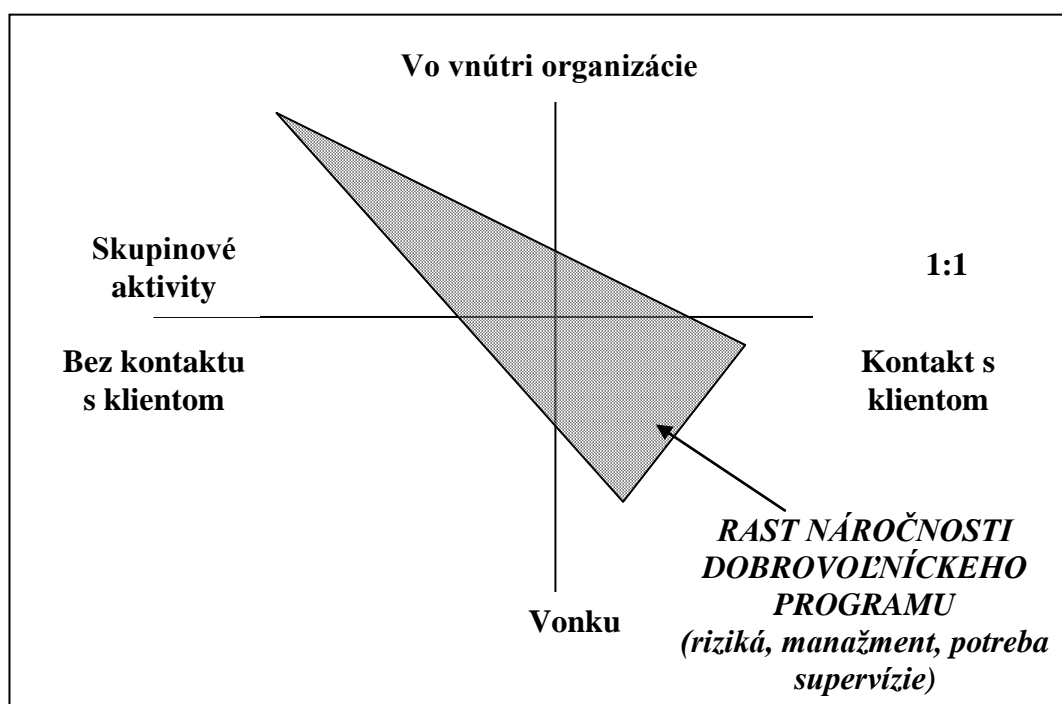 Vo vnútri organizácie
Skupinové
aktivity
1:1
Bez kontaktu
s klientom
Kontakt s
klientom
RAST NÁROČNOSTI
DOBROVOĽNÍCKEHO
PROGRAMU
(riziká, manažment, potreba
supervízie)
Vonku